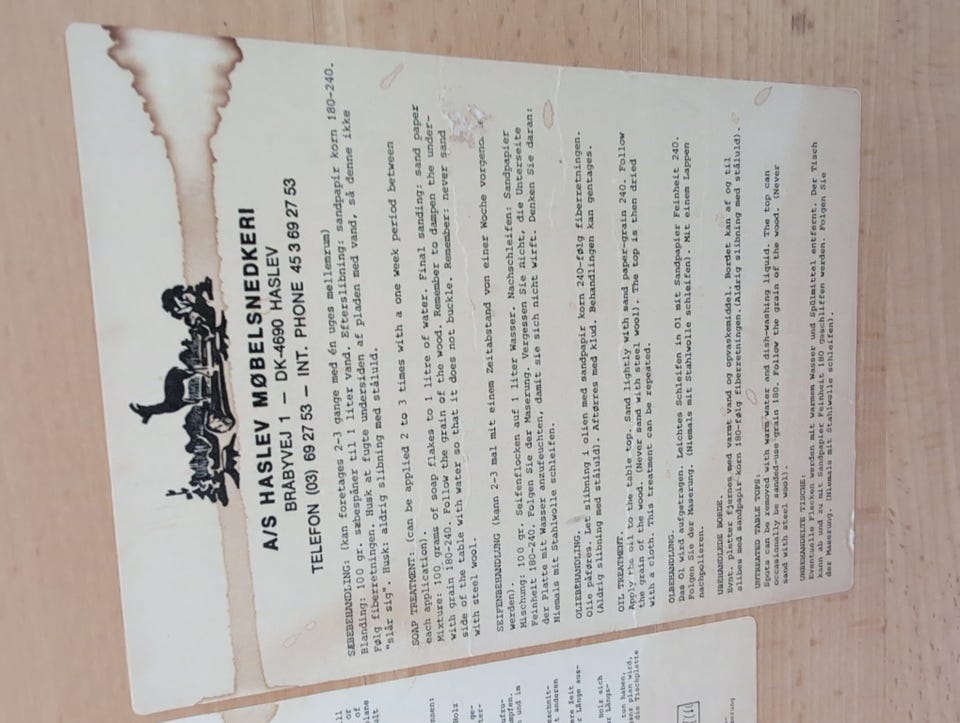 A/S HASLEV MØBELSNEDKERI
BRÅBYVEJ 1 – DK-4690 HASLEV
TELEFON (03) 69 27 53 – INT. PHONE 45 3 69 27 53
SÆBEBEHANDLING: (kan foretages 2-3 gange med én uges mellemrum)
Blanding: 100 gr. sæbespåner til 1 liter vand. Efterslibning: sandpapir korn 180-240.
Følg fiberretningen. Husk at fugte undersiden af pladen med vand, så denne ikke
"slår sig". Husk: aldrig slibning med ståluld.
SOAP TREATMENT: (can be applied 2 to 3 times with a one week period between
each application).
Mixture: 100 grams of soap flakes to 1 litre of water. Final sanding: sand paper
with grain 180-240. Follow the grain of the wood. Remember to dampen the under-
side of the table with water so that it does not buckle. Remember: never sand
with steel wool.
SEIFENBEHANDLUNG (kann 2-3 mal mit einem Zeitabstand von einer Woche
werden).
Mischung: 100 gr. Seifenflocken auf 1 liter Wasser. Nachschleifen: Sandpapier
Feinheit 180-240. Folgen Sie der Maserung. Vergessen Sie nicht, die Unterseite
der Platte mit Wasser anzufeuchten, damit sie sich nicht wirft. Denken Sie daran:
Niemals mit Stahlwolle schleifen.
OLIEBEHANDLING.
Olie påføres. Let slibning i olien med sandpapir korn 240-følg fiberretningen.
(Aldrig slibning med ståluld). Aftørres med klud. Behandlingen kan gentages.
OIL TREATMENT.
Apply the oil to the table top. Sand lightly with sand paper-grain 240. Follow
the grain of the wood. (Never sand with steel wool). The top is then dried
with a cloth. This treatment can be repeated.
OLBEHANDLUNG.
Das Ol wird aufgetragen. Leichtes Schleifen in Ol mit Sandpapier Feinheit 240.
Folgen Sie der Maserung. (Niemals mit Stahlwolle schleifen). Mit einem Lappen
nachpolieren.
UBEHANDLEDE BORDE.
Evnt. pletter fjernes med varmt vand og opvaskemiddel. Bordet kan af og til
slibes med sandpapir korn 180-følg fiberretningen.(Aldrig slibning med ståluld).
UNTREATED TABLE TOPS:
Spots can be removed with warm water and dish-washing liquid. The top can
occasionally be sanded-use grain 180. Follow the grain of the wood. (Never
sand with steel wool).
UNBEHANDELTE TISCHE.
Eventuelle Flecken werden mit warmem Wasser und Spülmittel entfernt. Der Tisch
kann ab und zu mit Sandpapier Feinheit 180 geschliffen werden. Folgen Sie
der Maserung. (Niemals mit Stahlwolle schleifen).